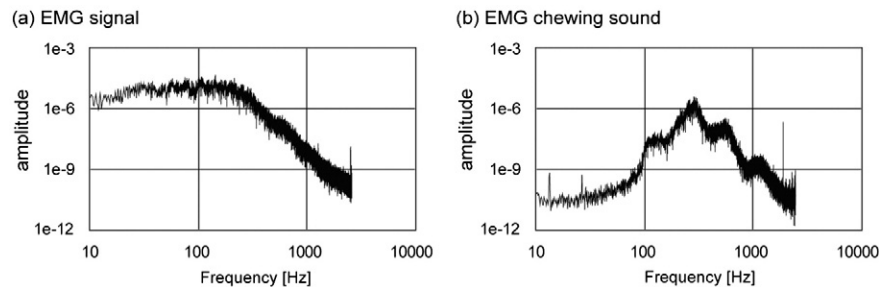 (a) EMG signal
1e-3
1e-6
1e-9
1e-12
amplitude
10 100 1000 10000
Frequency [Hz]
(b) EMG chewing sound
1e-3
1e-6
1e-9
1e-12
amplitude
10 100 1000 10000
Frequency [Hz]